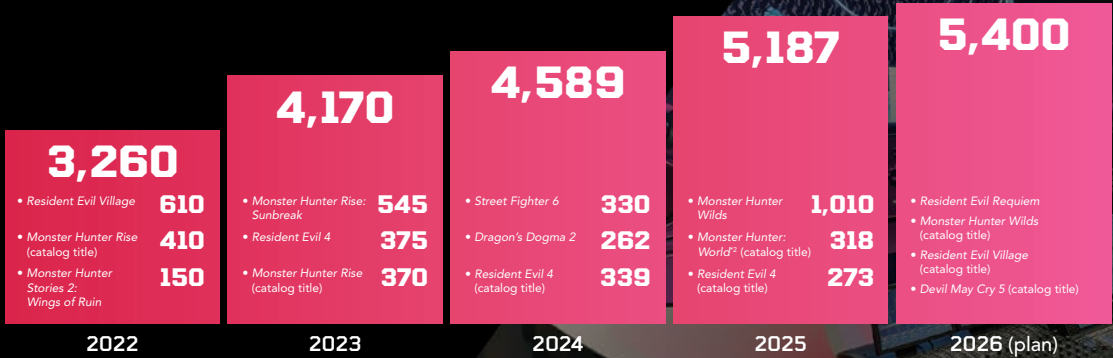 3,260
• Resident Evil Village 610
• Monster Hunter Rise 410
(catalog title)
• Monster Hunter 150
Stories 2:
Wings of Ruin
2022
4,170
• Monster Hunter Rise: 545
Sunbreak
• Resident Evil 4 375
• Monster Hunter Rise 370
(catalog title)
2023
4,589
• Street Fighter 6 330
• Dragon's Dogma 2 262
• Resident Evil 4 339
(catalog title)
2024
5,187
• Monster Hunter 1,010
Wilds
• Monster Hunter: 318
World*2 (catalog title)
• Resident Evil 4 273
(catalog title)
2025
5,400
• Resident Evil Requiem
• Monster Hunter Wilds
(catalog title)
• Resident Evil Village
(catalog title)
• Devil May Cry 5 (catalog title)
2026 (plan)